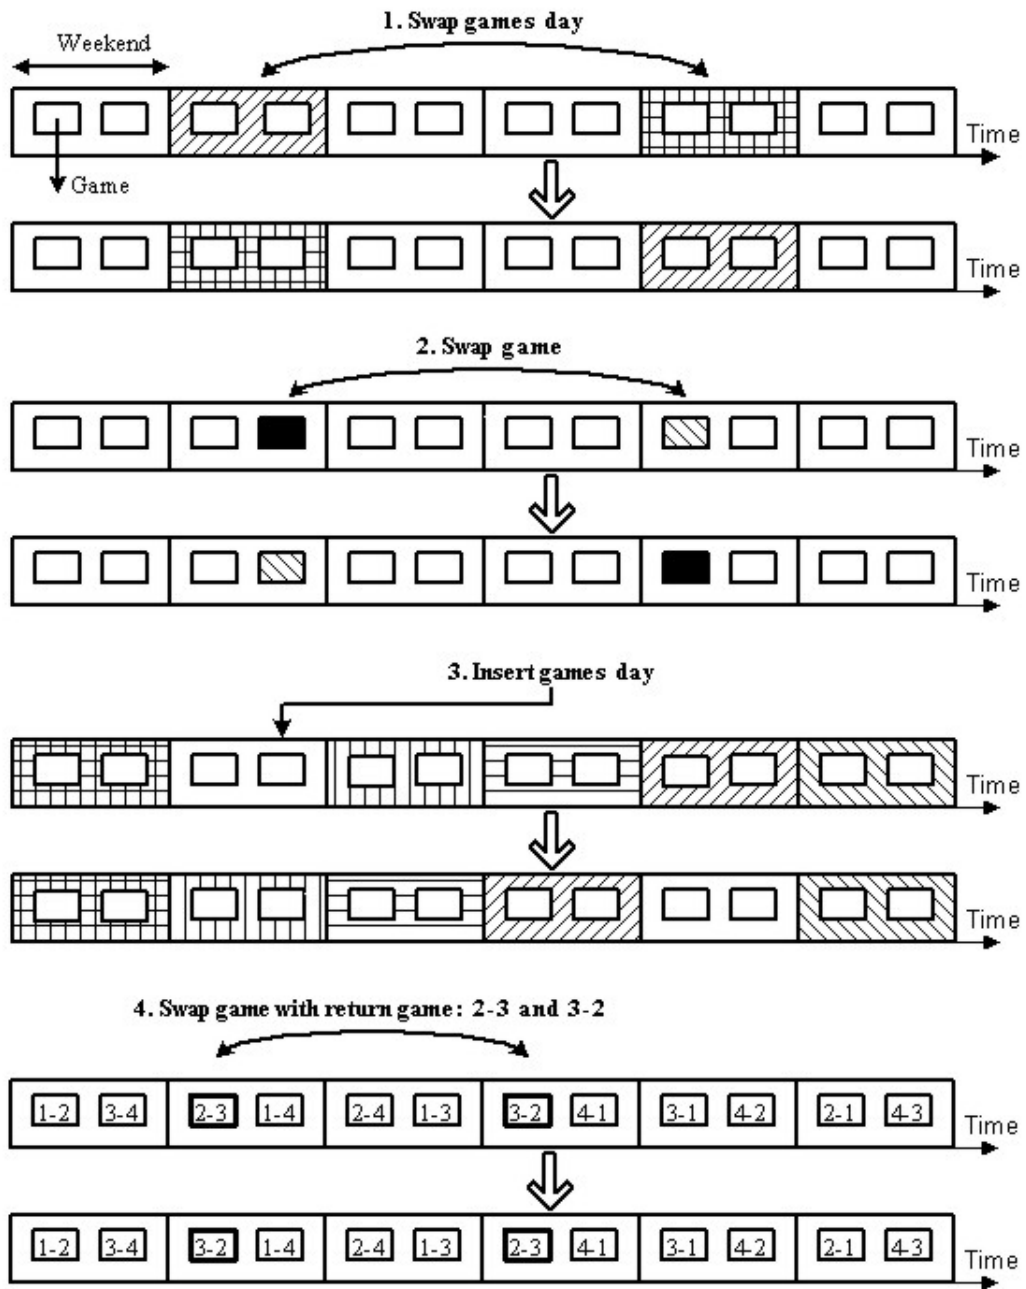 1. Swap games day
Weekend
Time
Game
Time
2. Swap game
Time
Time
3. Insert games day
Time
Time
4. Swap game with return game: 2-3 and 3-2
1-2 3-4 2-3 1-4 2-4 1-3 3-2 4-1 3-1 4-2 2-1 4-3 Time
1-2 3-4 3-2 1-4 2-4 1-3 2-3 4-1 3-1 4-2 2-1 4-3 Time